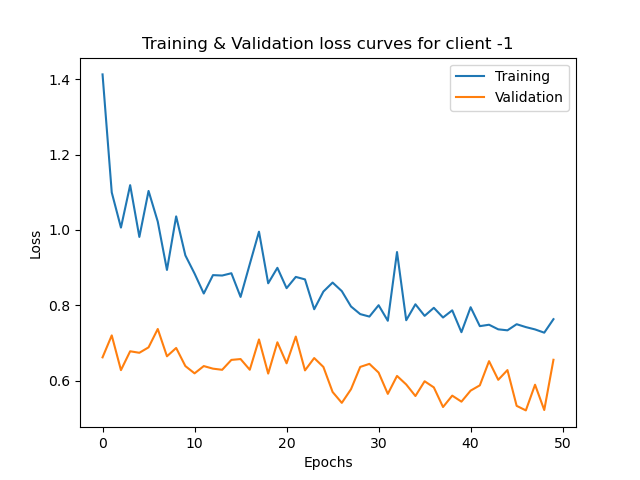 Training & Validation loss curves for client -1
Training
Validation
1.4
1.2
1.0
0.8
0.6
Loss
0
10
20
30
40
50
Epochs